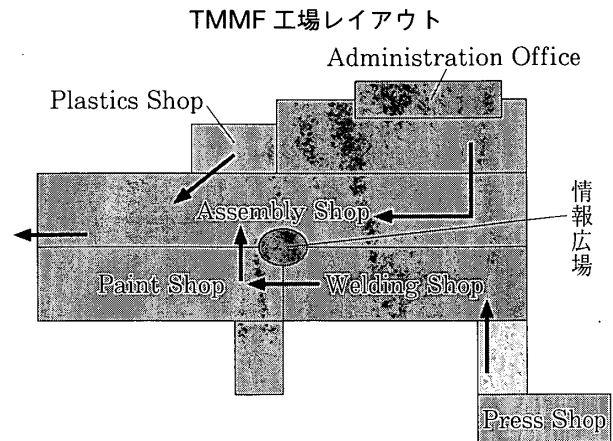 TMMF 工場レイアウト
Administration Office
Plastics Shop
情報広場
Assembly Shop
Paint Shop
Welding Shop
Press Shop